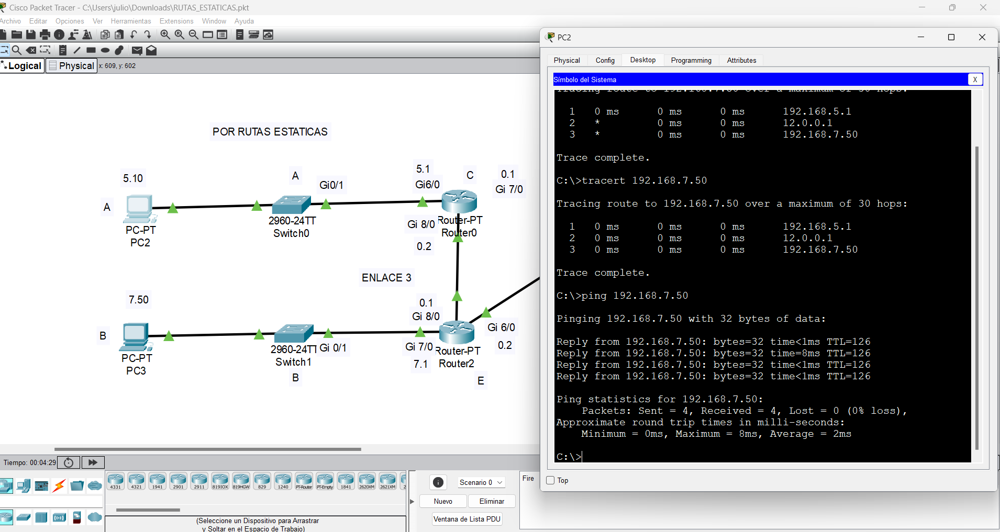 Cisco Packet Tracer - C:\Users\julio\Downloads\RUTAS_ESTATICAS.pkt
Archivo Editar Opciones Ver Herramientas Extensions Window Ayuda
Logical Physical x: 609, y: 602
POR RUTAS ESTATICAS
5.10
A
A
Gi0/1
5.1
Gi6/0
C
0.1
Gi 7/0
PC-PT
PC2
2960-24TT
Switch0
Gi 8/0
Router-PT
Router0
0.2
ENLACE 3
7.50
0.1
Gi 8/0
B
Gi 6/0
0.2
PC-PT
PC3
2960-24TT
Switch1
Gi 0/1
B
Gi 7/0
7.1
Router-PT
Router2
E
Tiempo: 00:04:29
4331 4321 1941 2901 2911 819IOX 819HGW 829 1240 PT-Router PT-Empty 1841 2620XM 2621XM 2
(Seleccione un Dispositivo para Arrastrar
y Soltar en el Espacio de Trabajo)
Scenario 0
Nuevo Eliminar
Ventana de Lista PDU
Fire
PC2
Physical Config Desktop Programming Attributes
Símbolo del Sistema
X
Tracing route to 192.168.7.50 over a maximum of 30 hops:
1 0 ms 0 ms 0 ms 192.168.5.1
2 * 0 ms 0 ms 12.0.0.1
3 * 0 ms 0 ms 192.168.7.50
Trace complete.
C:\>tracert 192.168.7.50
Tracing route to 192.168.7.50 over a maximum of 30 hops:
1 0 ms 0 ms 0 ms 192.168.5.1
2 0 ms 0 ms 0 ms 12.0.0.1
3 0 ms 0 ms 0 ms 192.168.7.50
Trace complete.
C:\>ping 192.168.7.50
Pinging 192.168.7.50 with 32 bytes of data:
Reply from 192.168.7.50: bytes=32 time<1ms TTL=126
Reply from 192.168.7.50: bytes=32 time=8ms TTL=126
Reply from 192.168.7.50: bytes=32 time<1ms TTL=126
Reply from 192.168.7.50: bytes=32 time<1ms TTL=126
Ping statistics for 192.168.7.50:
Packets: Sent = 4, Received = 4, Lost = 0 (0% loss),
Approximate round trip times in milli-seconds:
Minimum = 0ms, Maximum = 8ms, Average = 2ms
C:\>
Top